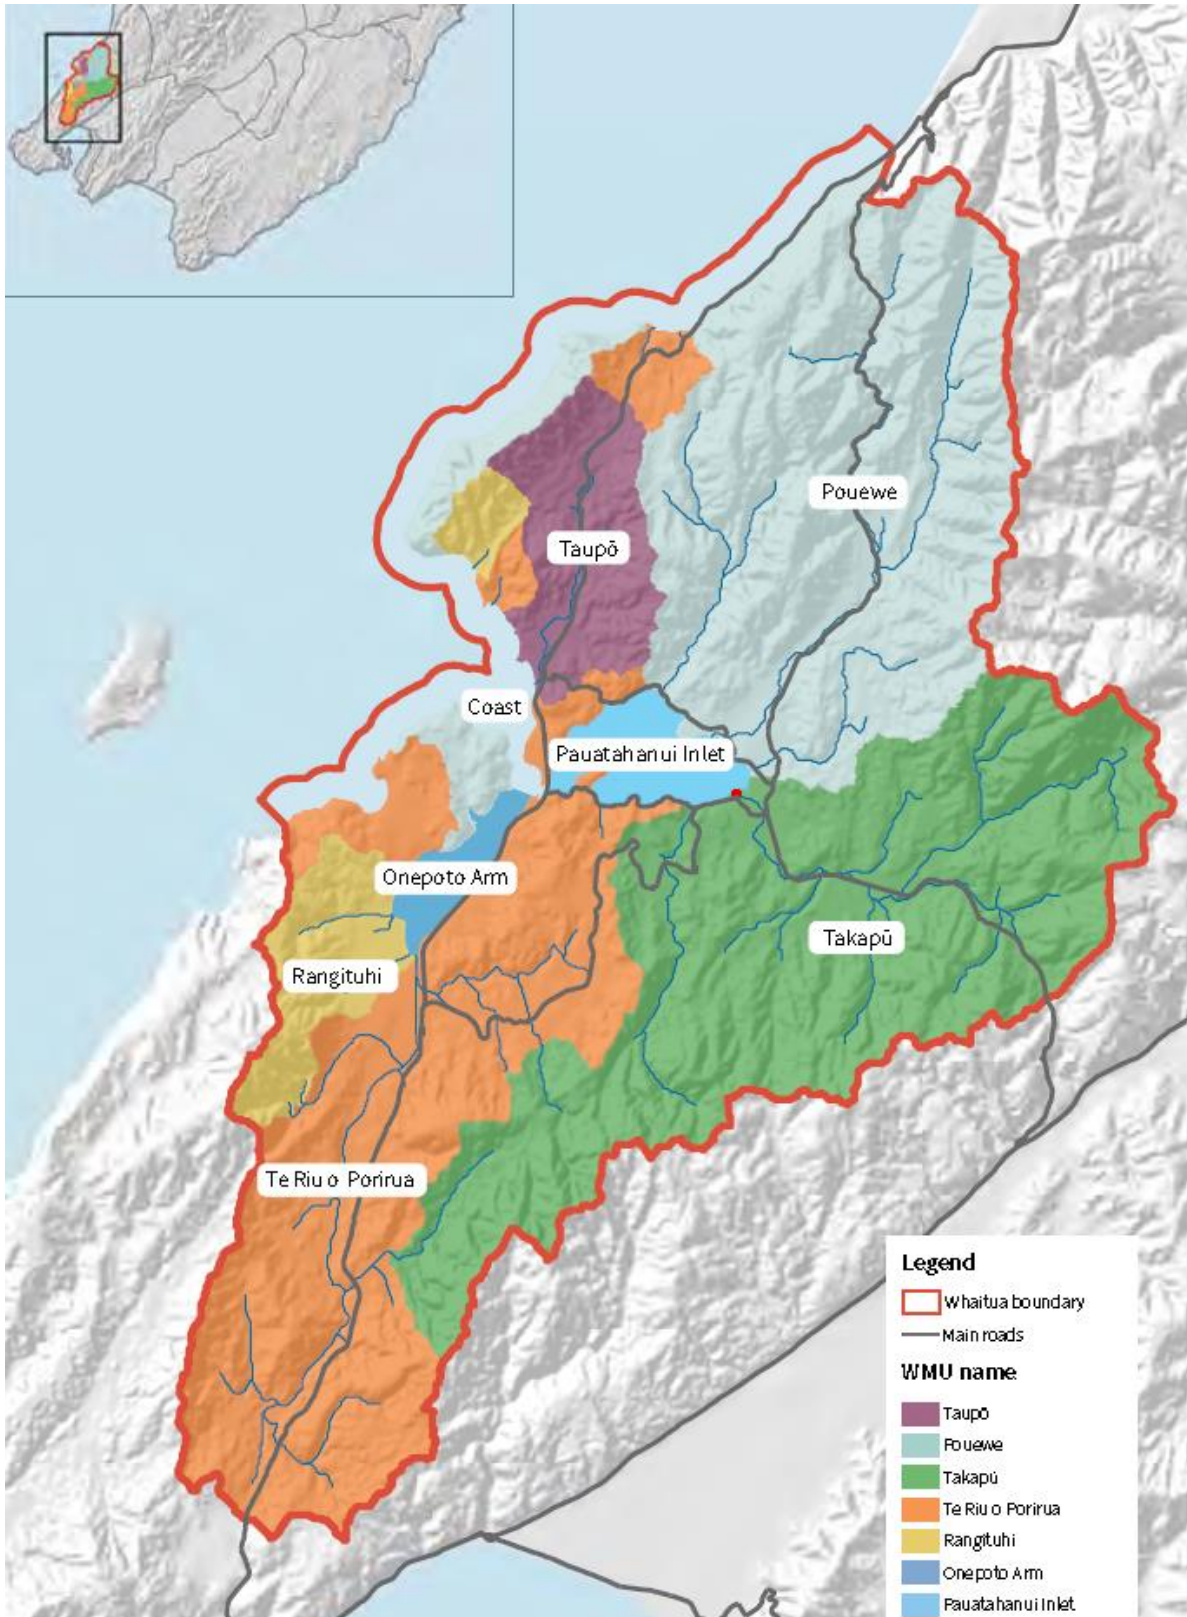 Pouewe
Taupō
Coast
Pauatahanui Inlet
Onepoto Arm
Takapū
Rangituhi
Te Riu o Porirua
Legend
Whaitua boundary
Main roads
WMU name
Taupō
Pouewe
Takapū
Te Riu o Porirua
Rangituhi
Onepoto Arm
Pauatahanui Inlet